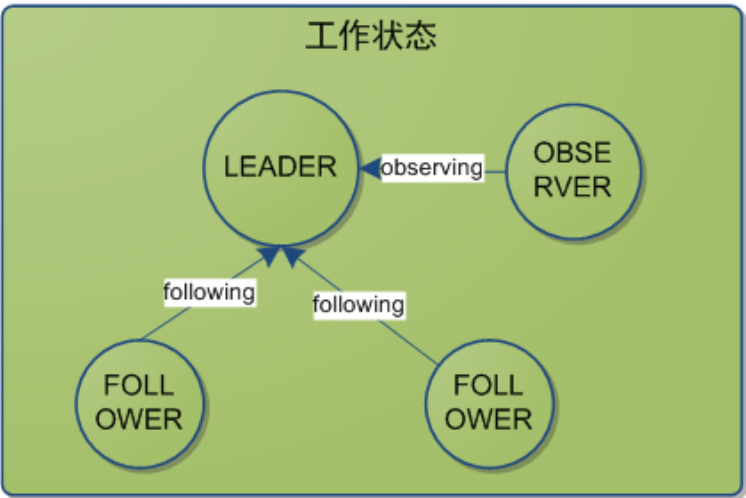 工作状态
LEADER
observing
OBSE
RVER
following
following
FOLL
OWER
FOLL
OWER